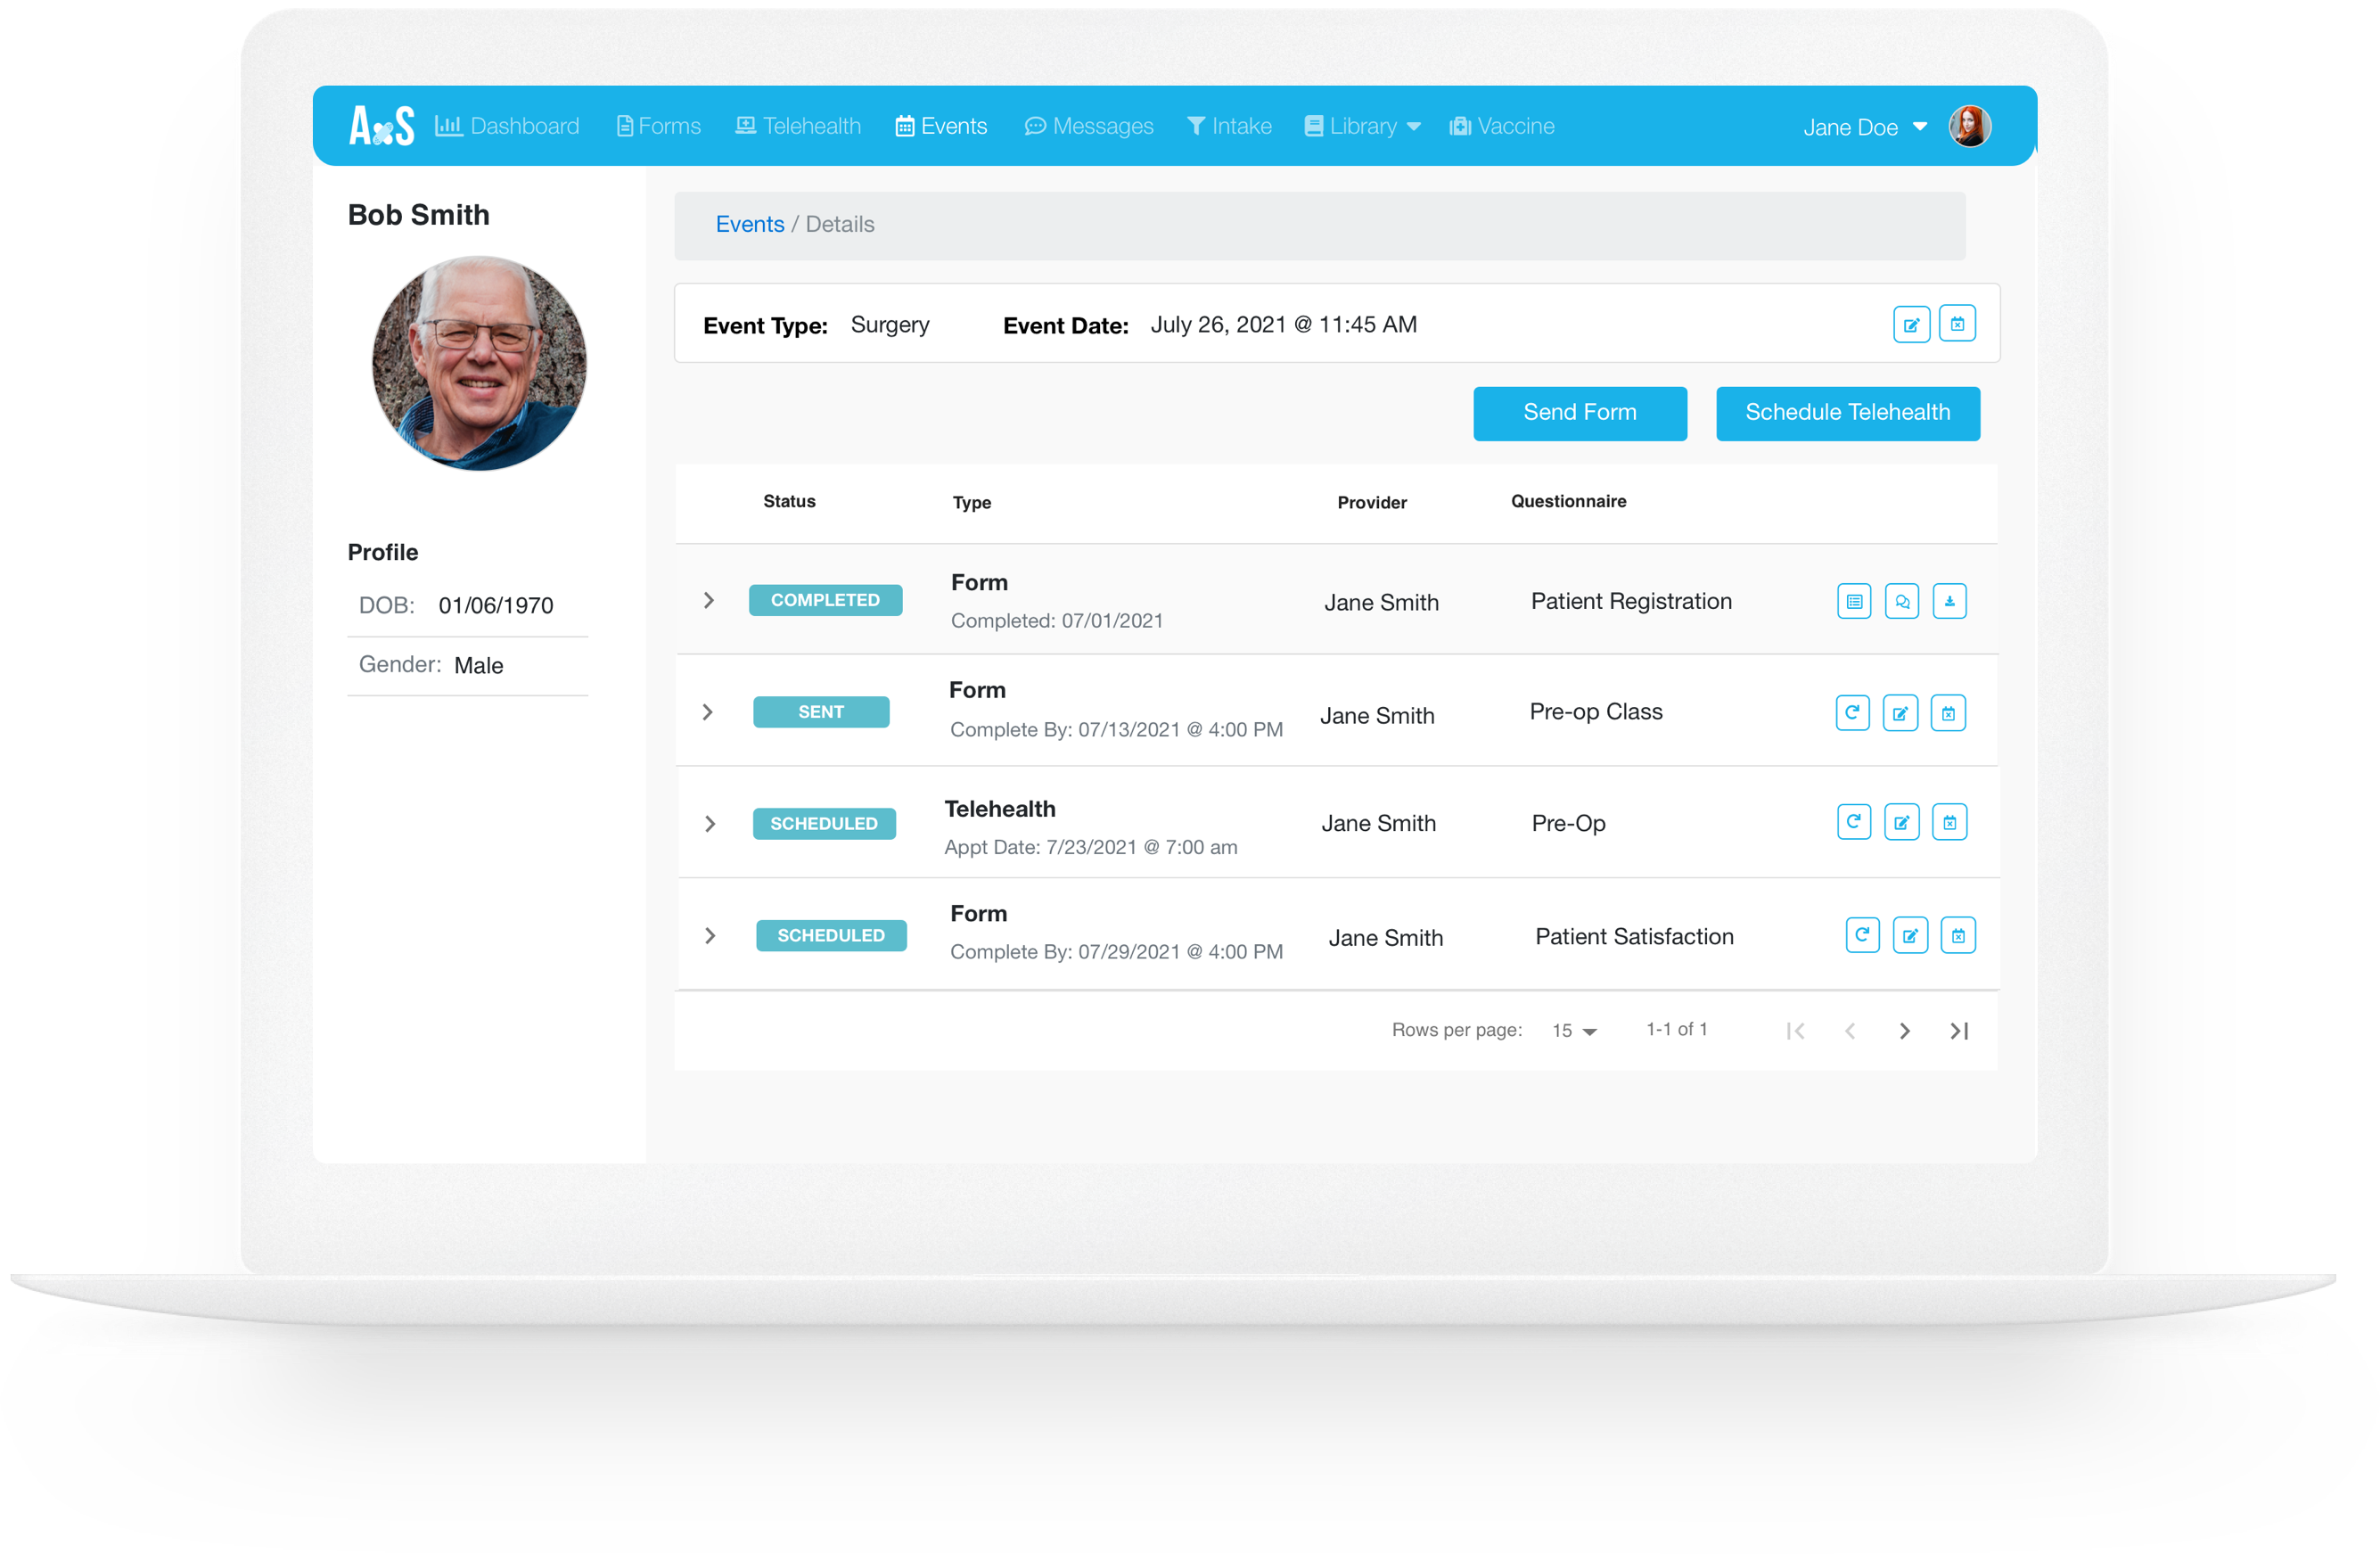 AxS Dashboard Forms Telehealth Events Messages Intake Library Vaccine Jane Doe
Bob Smith
Events / Details
Event Type: Surgery Event Date: July 26, 2021 @ 11:45 AM
Send Form Schedule Telehealth
Profile
DOB: 01/06/1970
Gender: Male
Status Type Provider Questionnaire
COMPLETED Form Jane Smith Patient Registration
Completed: 07/01/2021
SENT Form Jane Smith Pre-op Class
Complete By: 07/13/2021 @ 4:00 PM
SCHEDULED Telehealth Jane Smith Pre-Op
Appt Date: 7/23/2021 @ 7:00 am
SCHEDULED Form Jane Smith Patient Satisfaction
Complete By: 07/29/2021 @ 4:00 PM
Rows per page: 15 1-1 of 1